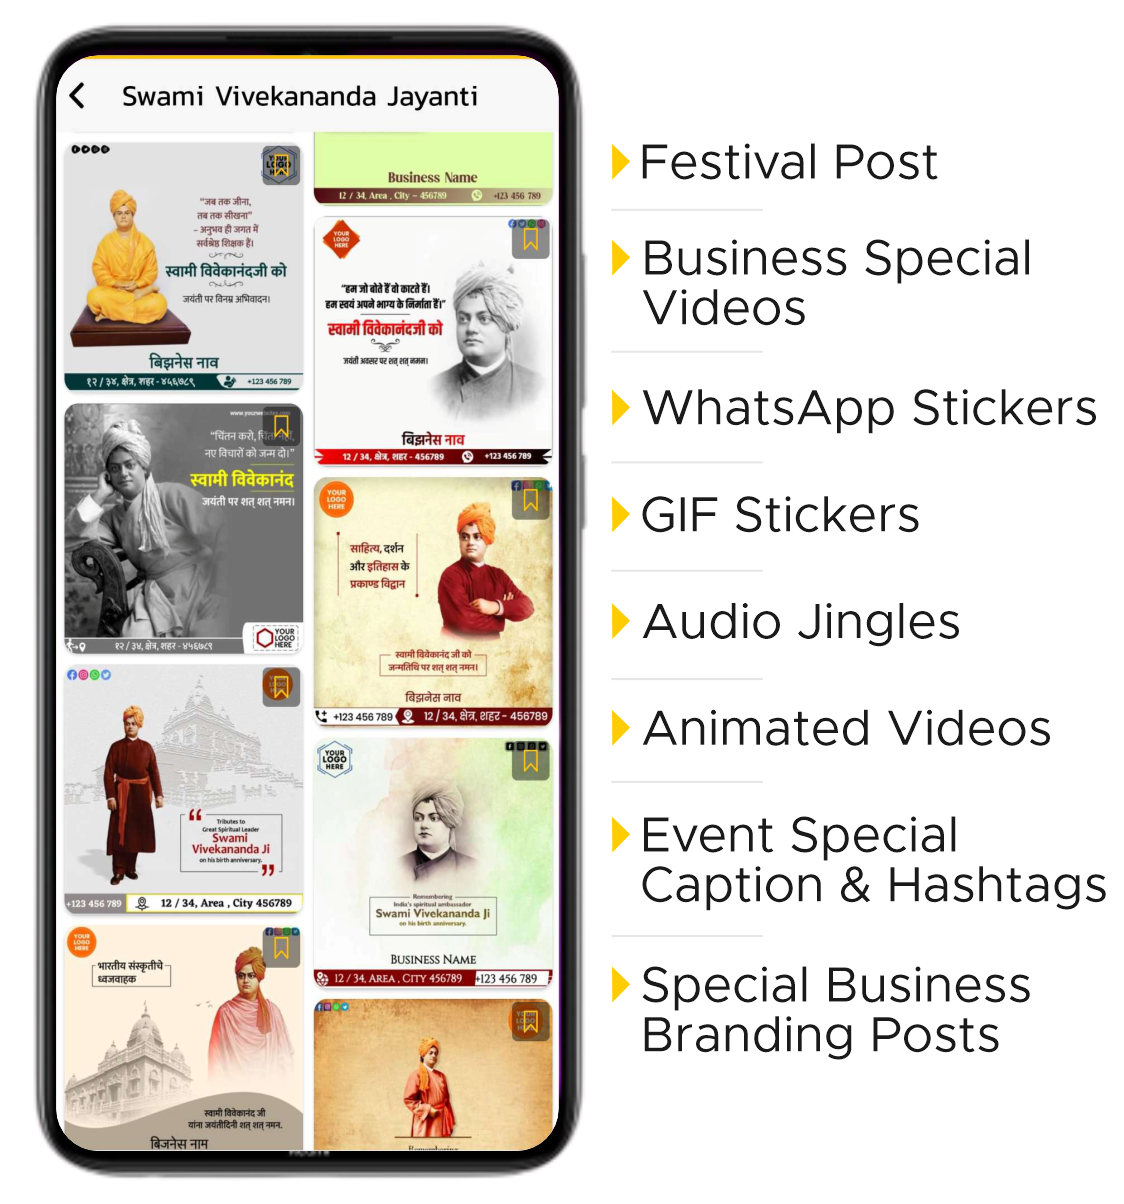 Swami Vivekananda Jayanti
"जब तक जीना,
तब तक सीखना"
– अनुभव ही जगत में
सर्वश्रेष्ठ शिक्षक हैं।
स्वामी विवेकानंदजी को
जयंती पर विनम्र अभिवादन।
बिझनेस नाव
१२ / ३४, क्षेत्र, शहर - ४५६७८९
+123 456 789
"चिंतन करो,
नए विचारों को जन्म दो।"
स्वामी विवेकानंद
जयंती पर शत् शत् नमन।
YOUR
LOGO
HERE
१२ / ३४, क्षेत्र, शहर - ४५६७८९
Tributes to
Great Spiritual Leader
Swami
Vivekananda Ji
on his birth anniversary.
+123 456 789
12 / 34, Area , City 456789
YOUR
LOGO
HERE
भारतीय संस्कृतीचे
ध्वजवाहक
स्वामी विवेकानंद जी
यांना जयंतीदिनी शत् शत् नमन.
बिजनेस नाम
Business Name
12 / 34, Area , City – 456789
+123 456 789
YOUR
LOGO
HERE
"हम जो बोते हैं वो काटते हैं।
हम स्वयं अपने भाग्य के निर्माता हैं।"
स्वामी विवेकानंदजी को
जयंती अवसर पर शत् शत् नमन।
बिझनेस नाव
12 / 34, क्षेत्र, शहर - 456789
+123 456 789
YOUR
LOGO
HERE
साहित्य, दर्शन
और इतिहास के
प्रकाण्ड विद्वान
स्वामी विवेकानंद जी को
जन्मतिथि पर शत् शत् नमन।
बिझनेस नाव
+123 456 789
12 / 34, क्षेत्र, शहर – 456789
YOUR
LOGO
HERE
Remembering
India's spiritual ambassador
Swami Vivekananda Ji
on his birth anniversary.
BUSINESS NAME
12 / 34, AREA , CITY 456789
+123 456 789
Festival Post
Business Special
Videos
WhatsApp Stickers
GIF Stickers
Audio Jingles
Animated Videos
Event Special
Caption & Hashtags
Special Business
Branding Posts